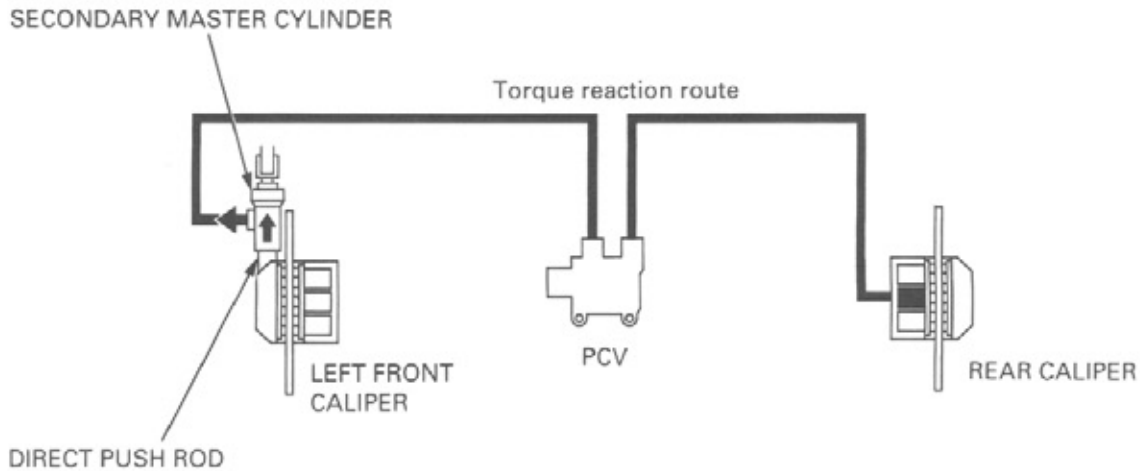 SECONDARY MASTER CYLINDER
Torque reaction route
PCV
LEFT FRONT
CALIPER
REAR CALIPER
DIRECT PUSH ROD